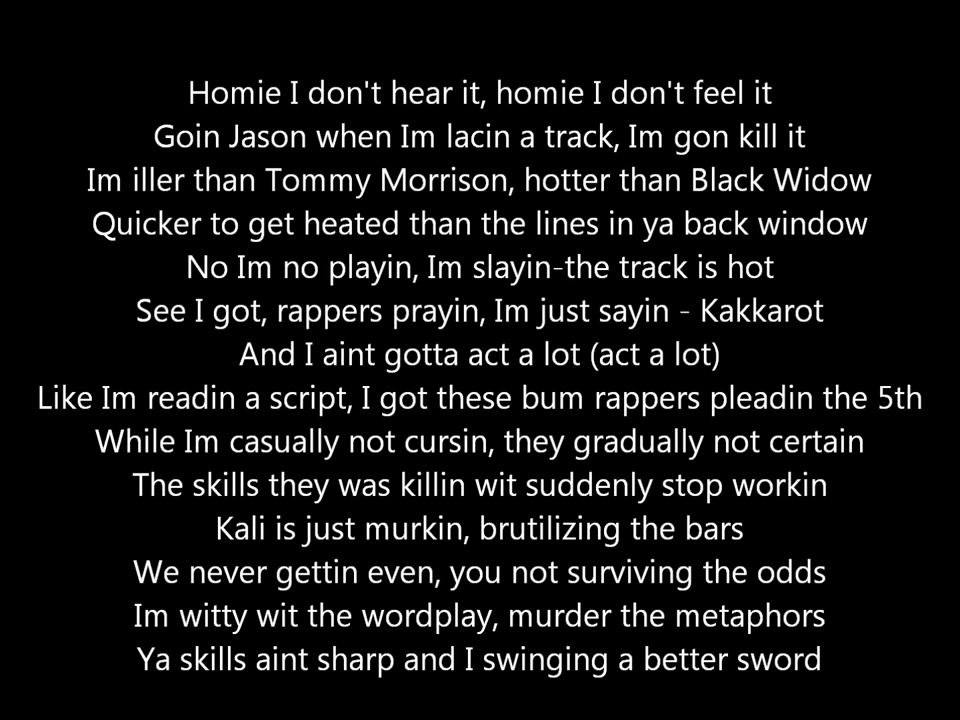 Homie I don't hear it, homie I don't feel it
Goin Jason when Im lacin a track, Im gon kill it
Im iller than Tommy Morrison, hotter than Black Widow
Quicker to get heated than the lines in ya back window
No Im no playin, Im slayin-the track is hot
See I got, rappers prayin, Im just sayin - Kakkarot
And I aint gotta act a lot (act a lot)
Like Im readin a script, I got these bum rappers pleadin the 5th
While Im casually not cursin, they gradually not certain
The skills they was killin wit suddenly stop workin
Kali is just murkin, brutilizing the bars
We never gettin even, you not surviving the odds
Im witty wit the wordplay, murder the metaphors
Ya skills aint sharp and I swinging a better sword